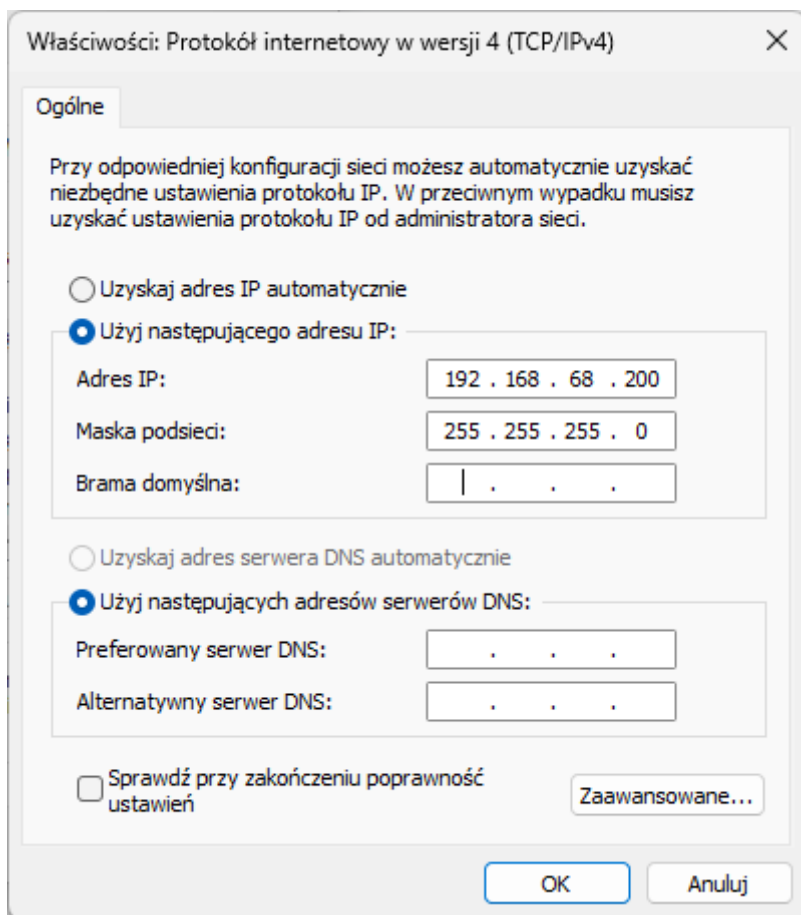 Właściwości: Protokół internetowy w wersji 4 (TCP/IPv4)
Ogólne
Przy odpowiedniej konfiguracji sieci możesz automatycznie uzyskać
niezbędne ustawienia protokołu IP. W przeciwnym wypadku musisz
uzyskać ustawienia protokołu IP od administratora sieci.
Uzyskaj adres IP automatycznie
Użyj następującego adresu IP:
Adres IP: 192 . 168 . 68 . 200
Maska podsieci: 255 . 255 . 255 . 0
Brama domyślna: . . .
Uzyskaj adres serwera DNS automatycznie
Użyj następujących adresów serwerów DNS:
Preferowany serwer DNS: . . .
Alternatywny serwer DNS: . . .
Sprawdź przy zakończeniu poprawność
ustawień
Zaawansowane...
OK Anuluj